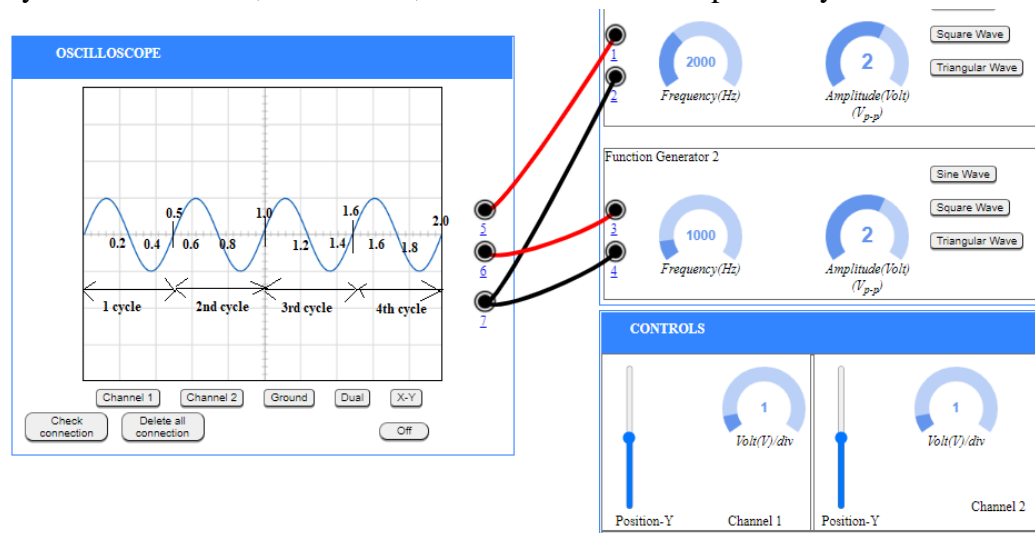 OSCILLOSCOPE
0.5
1.0
1.6
2.0
0.2 0.4 0.6 0.8 1.2 1.4 1.6 1.8
1 cycle 2nd cycle 3rd cycle 4th cycle
Channel 1 Channel 2 Ground Dual X-Y
Check connection
Delete all connection
Off
5
6
7
1
2
2000
Frequency(Hz)
2
Amplitude(Volt)
(Vp-p)
Square Wave
Triangular Wave
Function Generator 2
3
4
1000
Frequency(Hz)
2
Amplitude(Volt)
(Vp-p)
Sine Wave
Square Wave
Triangular Wave
CONTROLS
1
Volt(V)/div
Position-Y Channel 1
1
Volt(V)/div
Position-Y Channel 2